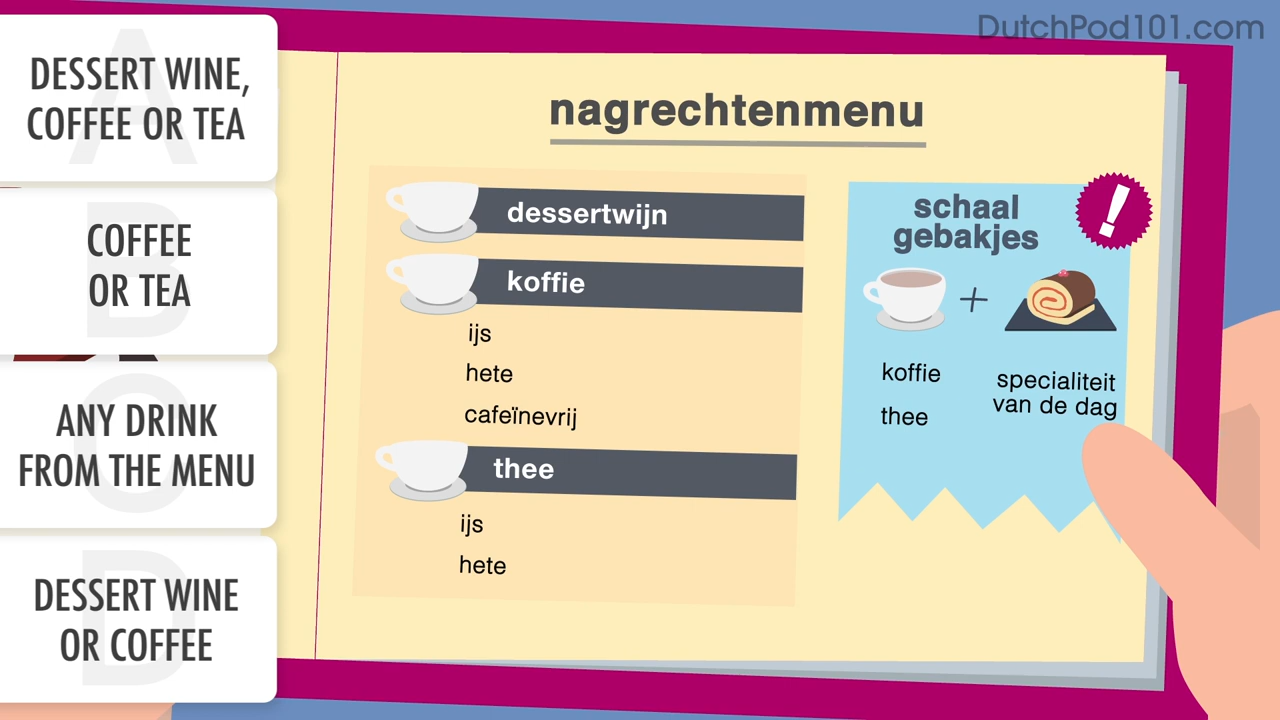 DutchPod101.com
A
DESSERT WINE,
COFFEE OR TEA
B
COFFEE
OR TEA
C
ANY DRINK
FROM THE MENU
D
DESSERT WINE
OR COFFEE
nagrechtenmenu
dessertwijn
koffie
ijs
hete
cafeïnevrij
thee
ijs
hete
schaal
gebakjes
!
+
koffie
thee
specialiteit
van de dag